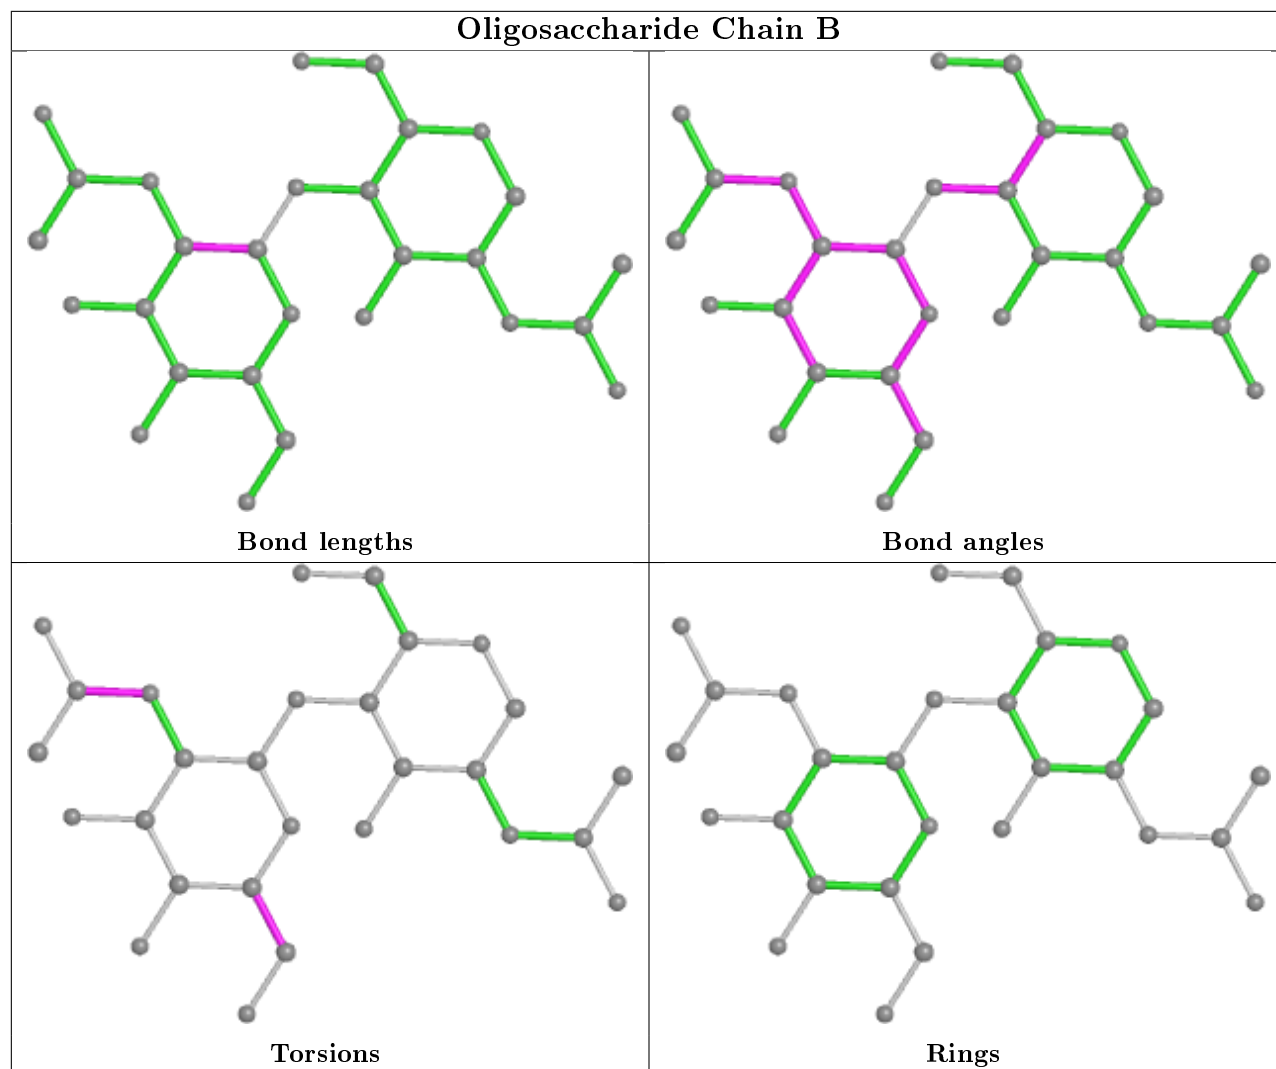 Oligosaccharide Chain B
Bond lengths
Bond angles
Torsions
Rings